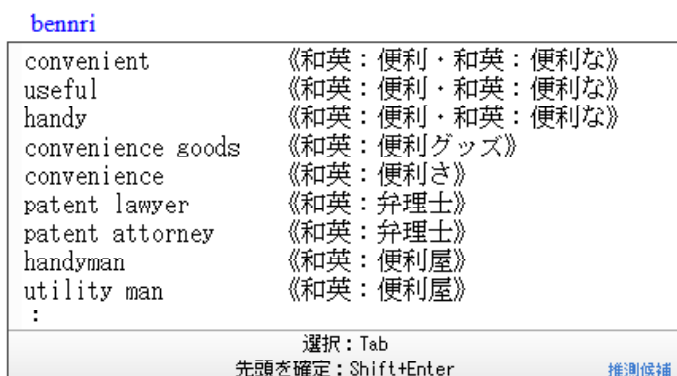 bennri
convenient 《和英：便利・和英：便利な》
useful 《和英：便利・和英：便利な》
handy 《和英：便利・和英：便利な》
convenience goods 《和英：便利グッズ》
convenience 《和英：便利さ》
patent lawyer 《和英：弁理士》
patent attorney 《和英：弁理士》
handyman 《和英：便利屋》
utility man 《和英：便利屋》
:
選択：Tab
先頭を確定：Shift+Enter 推測候補